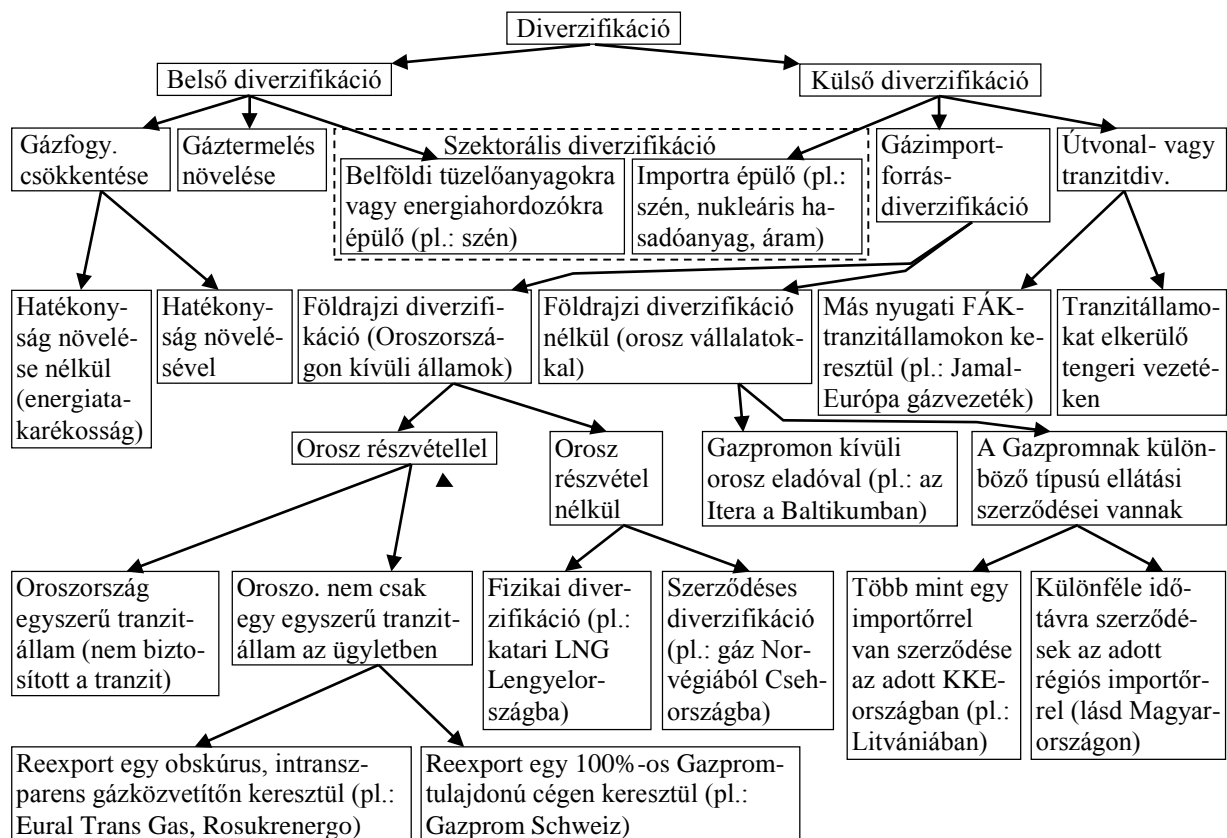 Diverzifikáció
Belső diverzifikáció
Külső diverzifikáció
Gázfogy.
csökkentése
Gáztermelés
növelése
Szektorális diverzifikáció
Belföldi tüzelőanyagokra
vagy energiahordozókra
épülő (pl.: szén)
Importra épülő (pl.:
szén, nukleáris ha-
sadóanyag, áram)
Gázimport-
forrás-
diverzifikáció
Útvonal- vagy
tranzitdiv.
Hatékony-
ság növelé-
se nélkül
(energiata-
karékosság)
Hatékony-
ság növelé-
sével
Földrajzi diverzifi-
káció (Oroszorszá-
gon kívüli államok)
Földrajzi diverzifikáció
nélkül (orosz vállalatok-
kal)
Más nyugati FÁK-
tranzitállamokon ke-
resztül (pl.: Jamal-
Európa gázvezeték)
Tranzitállamo-
kat elkerülő
tengeri vezeté-
ken
Orosz részvétellel
Orosz
részvétel
nélkül
Gazpromon kívüli
orosz eladóval (pl.: az
Itera a Baltikumban)
A Gazpromnak külön-
böző típusú ellátási
szerződései vannak
Oroszország
egyszerű tranzit-
állam (nem bizto-
sított a tranzit)
Oroszo. nem csak
egy egyszerű tranzit-
állam az ügyletben
Fizikai diver-
zifikáció (pl.:
katari LNG
Lengyelor-
szágba)
Szerződéses
diverzifikáció
(pl.: gáz Nor-
végiából Cseh-
országba)
Több mint egy
importőrrel
van szerződése
az adott KKE-
országban (pl.:
Litvániában)
Különféle idő-
távra szerződé-
sek az adott
régiós importőr-
rel (lásd Magyar-
országon)
Reexport egy obskúrus, intransz-
parens gázközvetítőn keresztül (pl.:
Eural Trans Gas, Rosukrenergo)
Reexport egy 100%-os Gazprom-
tulajdonú cégen keresztül (pl.:
Gazprom Schweiz)